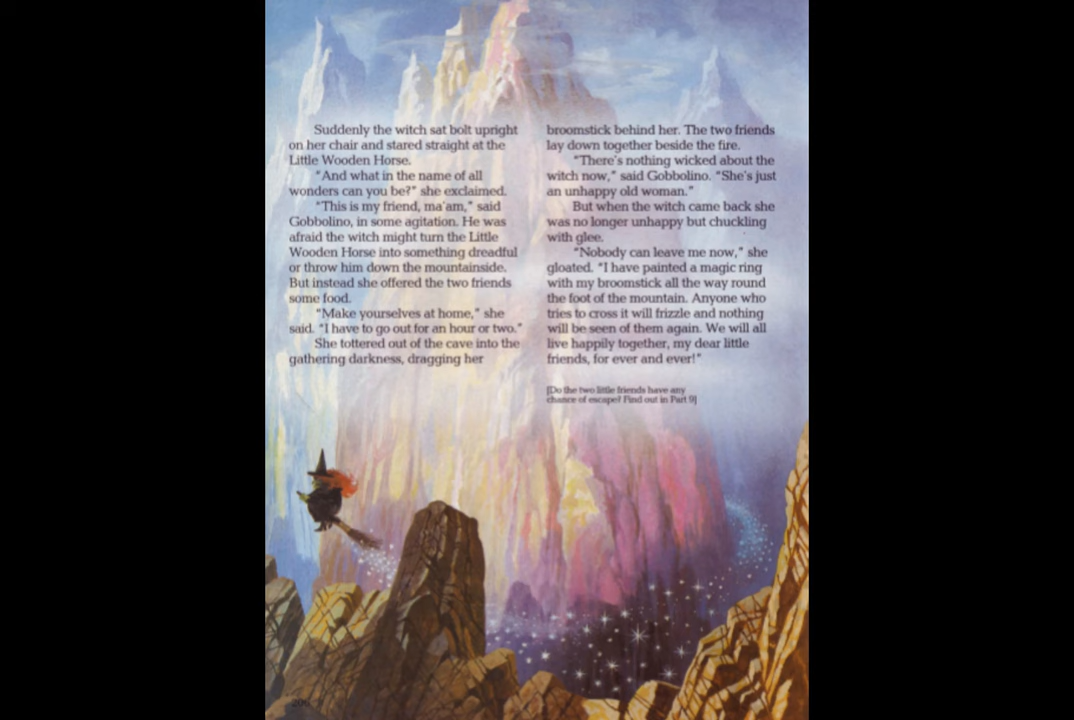 Suddenly the witch sat bolt upright
on her chair and stared straight at the
Little Wooden Horse.
"And what in the name of all
wonders can you be?" she exclaimed.
"This is my friend, ma'am," said
Gobbolino, in some agitation. He was
afraid the witch might turn the Little
Wooden Horse into something dreadful
or throw him down the mountainside.
But instead she offered the two friends
some food.
"Make yourselves at home," she
said. "I have to go out for an hour or two."
She tottered out of the cave into the
gathering darkness, dragging her
broomstick behind her. The two friends
lay down together beside the fire.
"There's nothing wicked about the
witch now," said Gobbolino. "She's just
an unhappy old woman."
But when the witch came back she
was no longer unhappy but chuckling
with glee.
"Nobody can leave me now," she
gloated. "I have painted a magic ring
with my broomstick all the way round
the foot of the mountain. Anyone who
tries to cross it will frizzle and nothing
will be seen of them again. We will all
live happily together, my dear little
friends, for ever and ever!"
[Do the two little friends have any
chance of escape? Find out in Part 9]